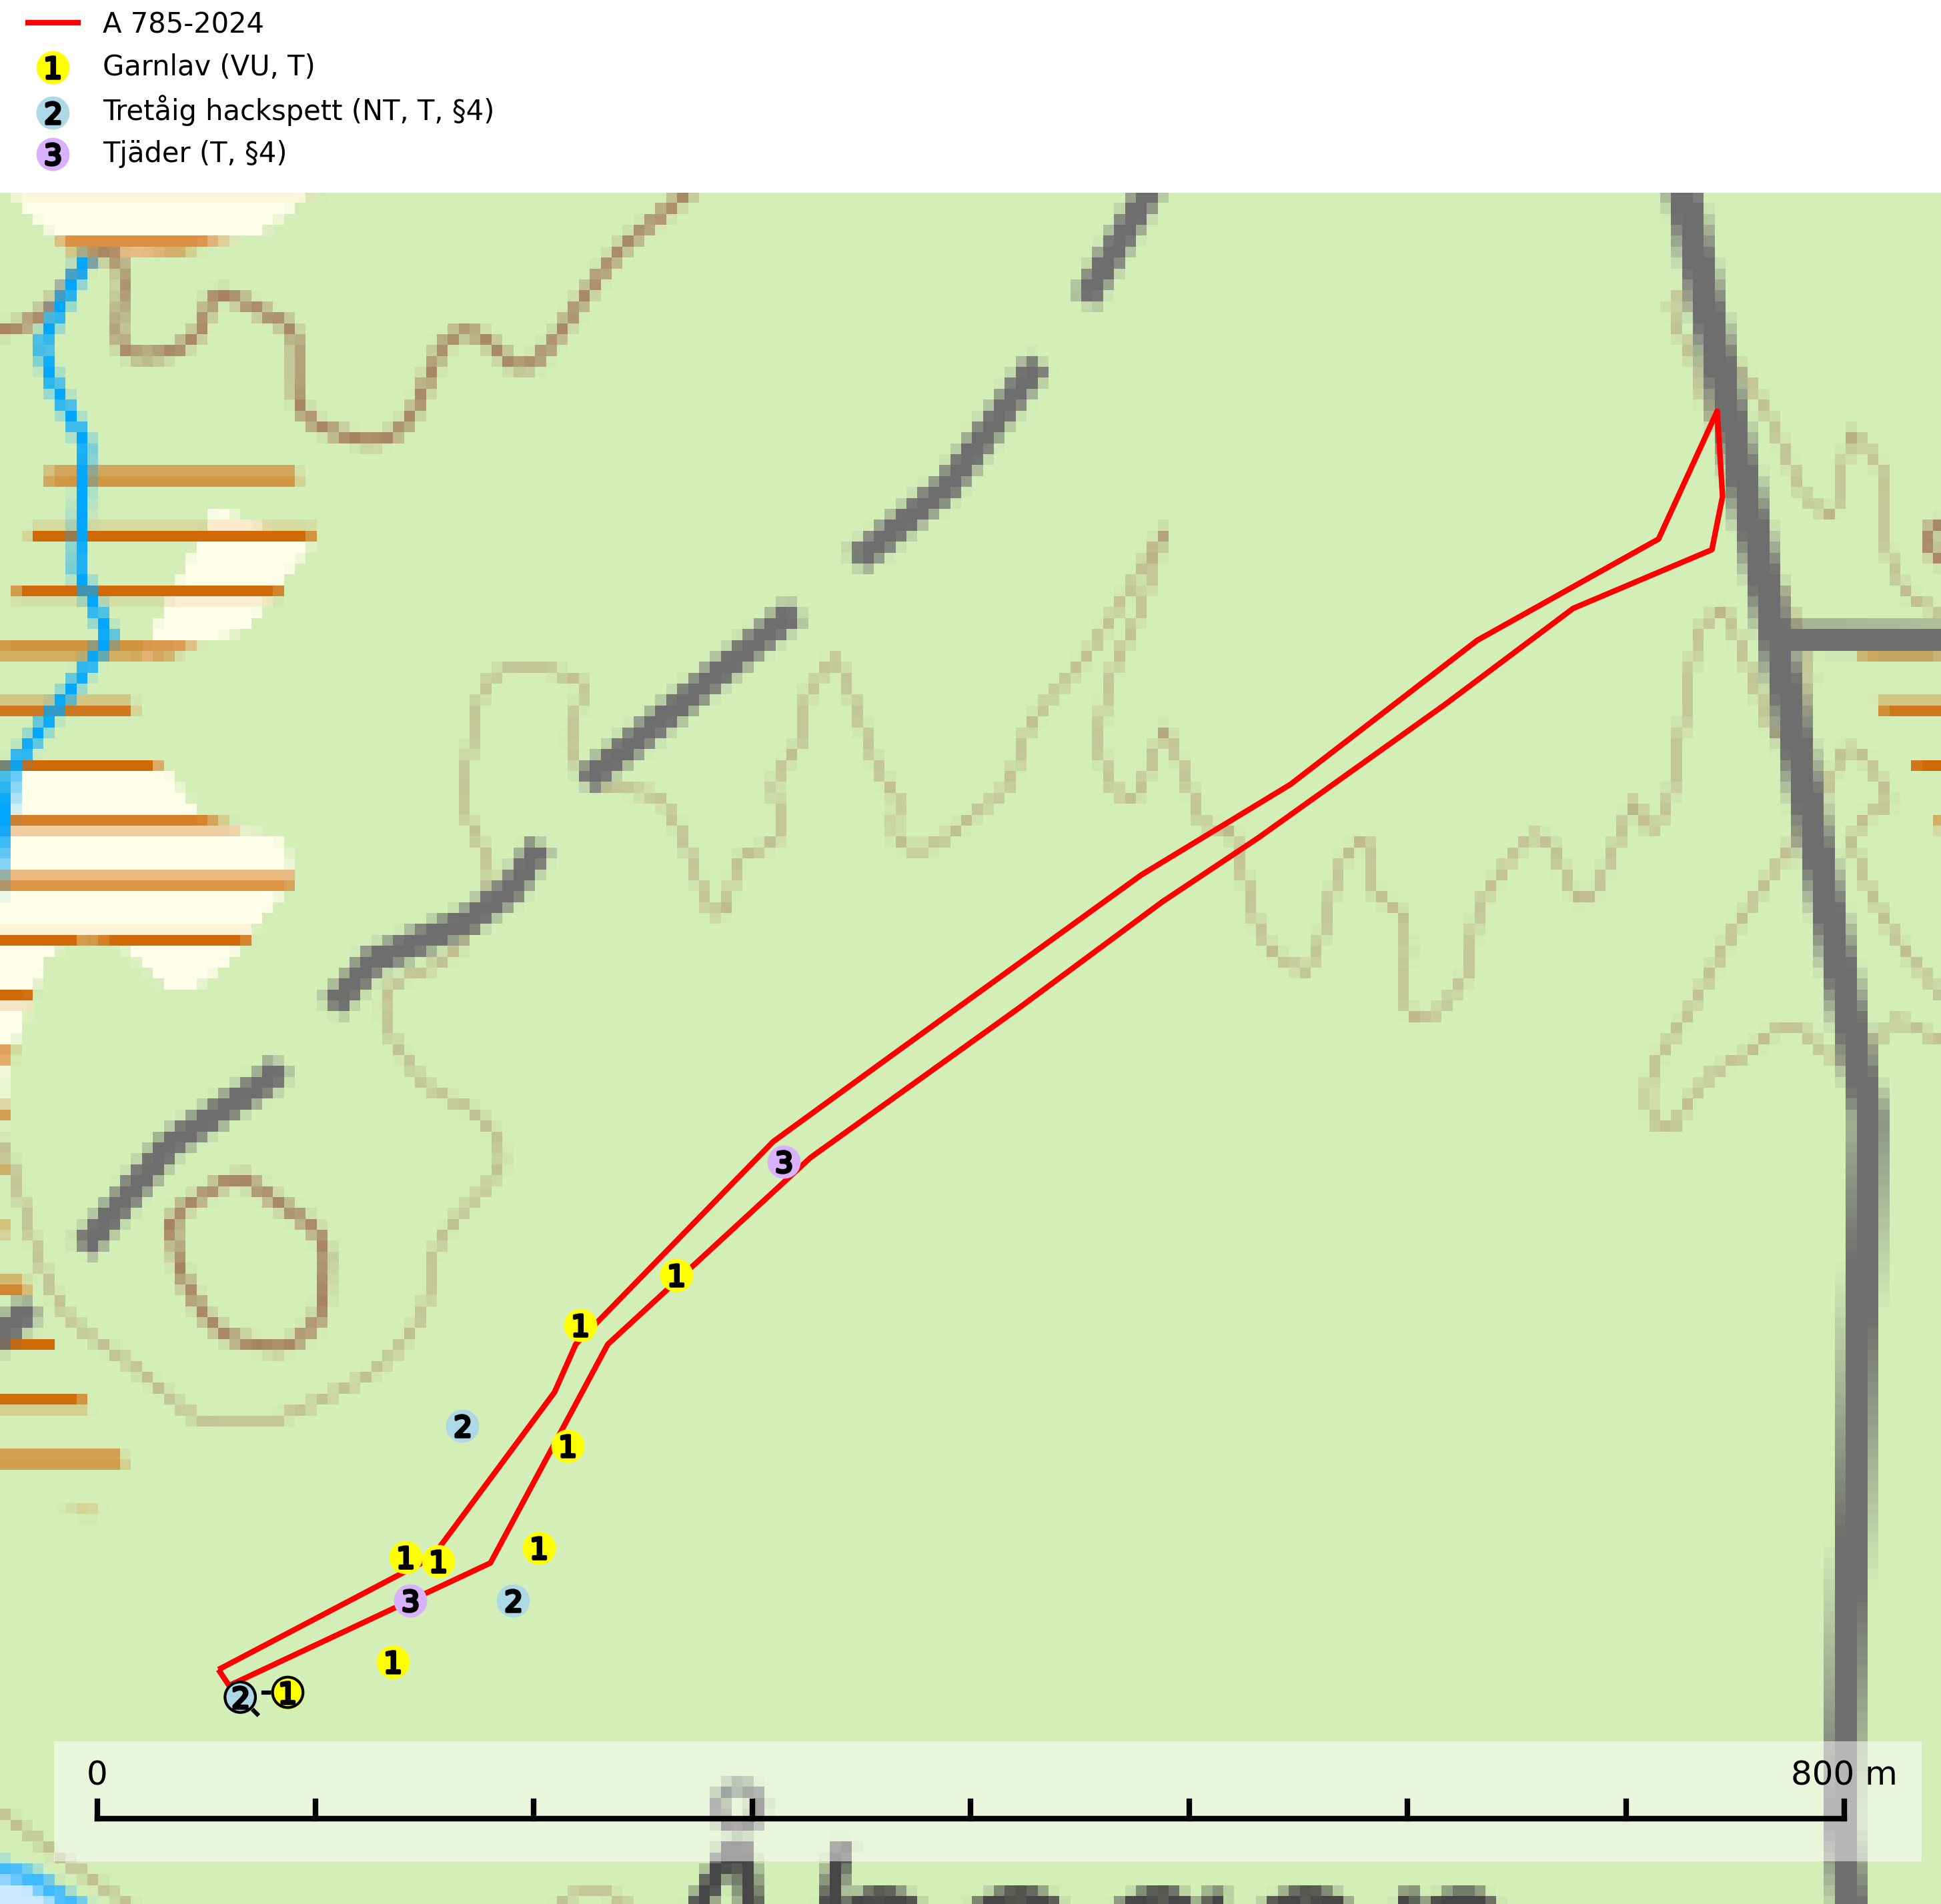 A 785-2024
1 Garnlav (VU, T)
2 Tretåig hackspett (NT, T, §4)
3 Tjäder (T, §4)
3
1
1
2
1
1 1 1
3 2
1
2 1
0 800 m